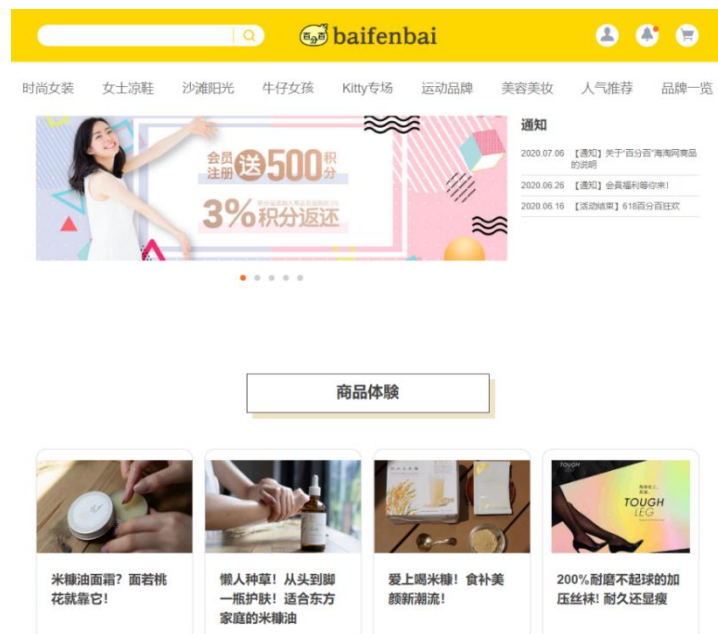 百分百 baifenbai
时尚女装 女士凉鞋 沙滩阳光 牛仔女孩 Kitty专场 运动品牌 美容美妆 人气推荐 品牌一览
会员注册 送500 积分
3% 积分返还
通知
2020.07.06 【通知】关于“百分百”海淘网商品
的说明
2020.06.26 【通知】会員福利等你来！
2020.06.16 【活动结束】618百分百狂欢
商品体験
TOUGH
TOUGH
LEG
米糠油面霜？面若桃
花就靠它！
懒人种草！从头到脚
一瓶护肤！适合东方
家庭的米糠油
爱上喝米糠！食补美
颜新潮流！
200%耐磨不起球的加
压丝袜! 耐久还显瘦